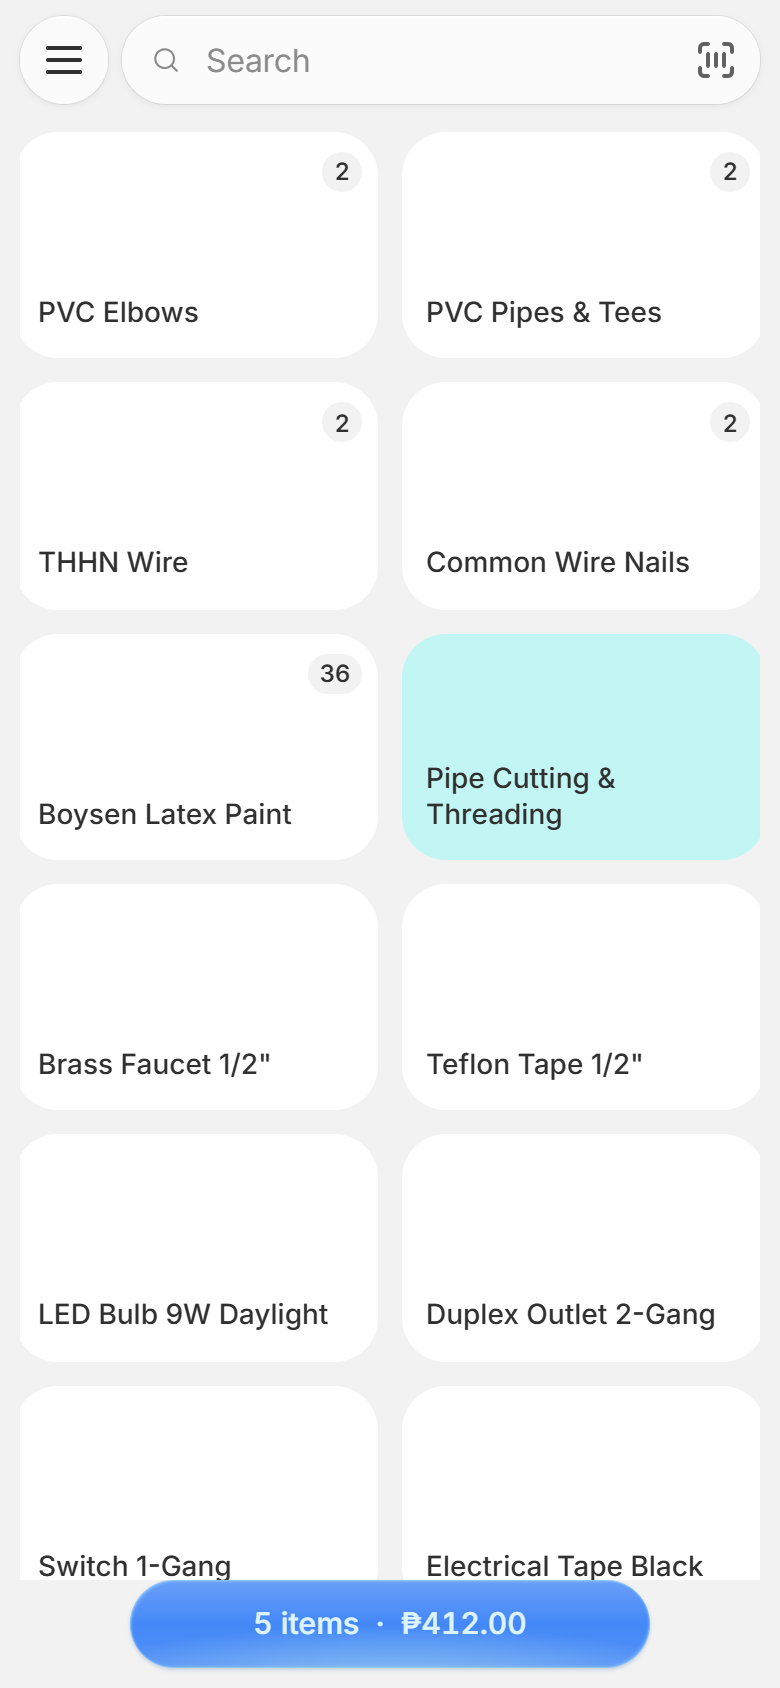 Search
2
PVC Elbows
2
PVC Pipes & Tees
2
THHN Wire
2
Common Wire Nails
36
Boysen Latex Paint
Pipe Cutting &
Threading
Brass Faucet 1/2"
Teflon Tape 1/2"
LED Bulb 9W Daylight
Duplex Outlet 2-Gang
Switch 1-Gang
Electrical Tape Black
5 items · ₱412.00